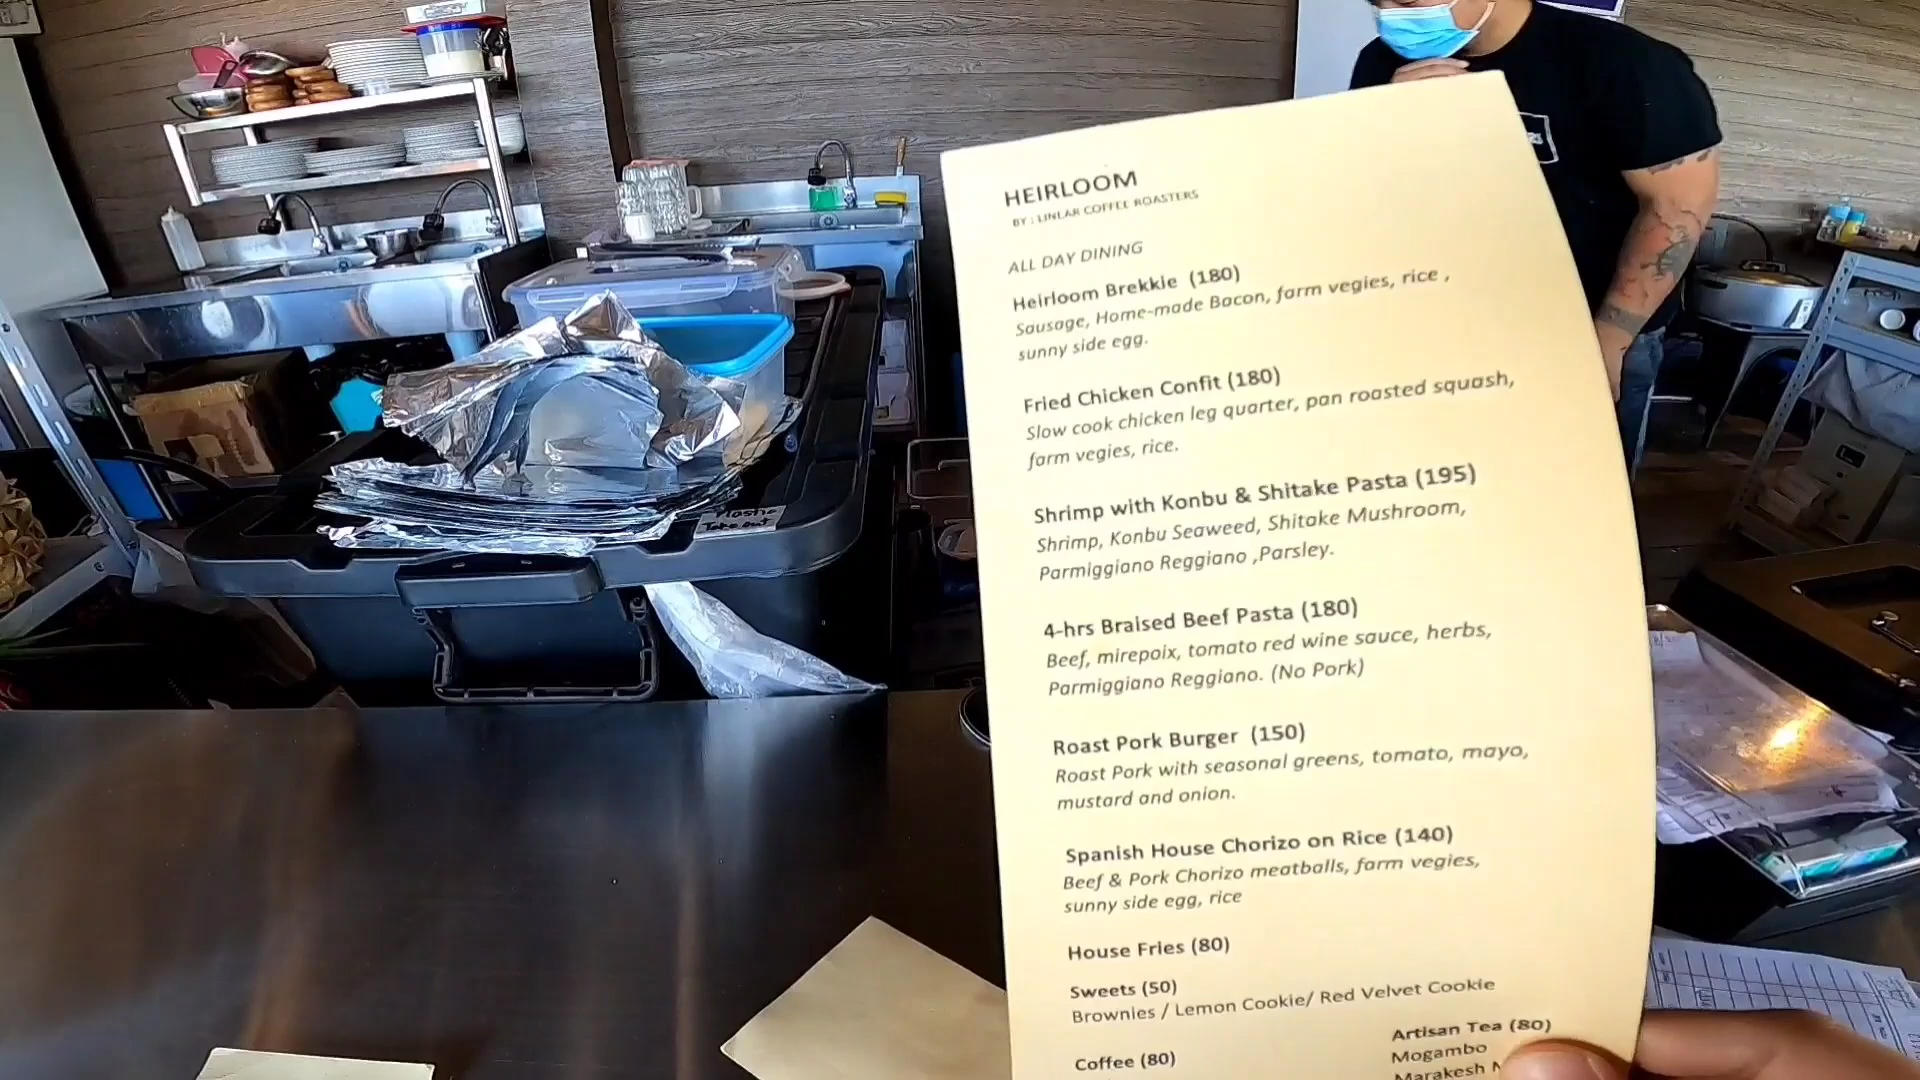 HEIRLOOM
BY : LINLAR COFFEE ROASTERS
ALL DAY DINING
Heirloom Brekkie (180)
Sausage, Home-made Bacon, farm vegies, rice ,
sunny side egg.
Fried Chicken Confit (180)
Slow cook chicken leg quarter, pan roasted squash,
farm vegies, rice.
Shrimp with Konbu & Shitake Pasta (195)
Shrimp, Konbu Seaweed, Shitake Mushroom,
Parmiggiano Reggiano ,Parsley.
4-hrs Braised Beef Pasta (180)
Beef, mirepoix, tomato red wine sauce, herbs,
Parmiggiano Reggiano. (No Pork)
Roast Pork Burger (150)
Roast Pork with seasonal greens, tomato, mayo,
mustard and onion.
Spanish House Chorizo on Rice (140)
Beef & Pork Chorizo meatballs, farm vegies,
sunny side egg, rice
House Fries (80)
Sweets (50)
Brownies / Lemon Cookie/ Red Velvet Cookie
Coffee (80)
Artisan Tea (80)
Mogambo
Marakesh
Plastic
Take out